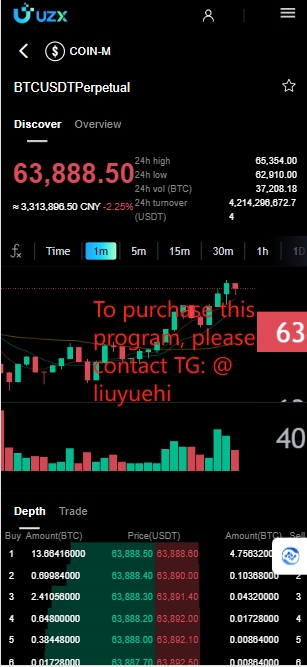 UZX
COIN-M
BTCUSDTPerpetual
Discover Overview
63,888.50
≈ 3,313,896.50 CNY -2.25%
24h high 65,354.00
24h low 62,910.00
24h vol (BTC) 37,208.18
24h turnover (USDT) 4,214,296,672.74
fx Time 1m 5m 15m 30m 1h 1D
To purchase this
program, please
contact TG: @
liuyuehi
63
40
Depth Trade
Buy Amount(BTC) Price(USDT) Amount(BTC) Sell
1 13.66416000 63,888.50 63,888.60 4.75632000
2 0.69984000 63,888.40 63,890.00 0.10368000 2
3 2.41056000 63,888.30 63,891.40 0.04320000 3
4 0.64800000 63,888.20 63,892.00 0.01728000 4
5 0.38448000 63,888.00 63,892.10 0.00864000 5
6 0.01728000 63,887.70 63,892.50 0.00864000 6